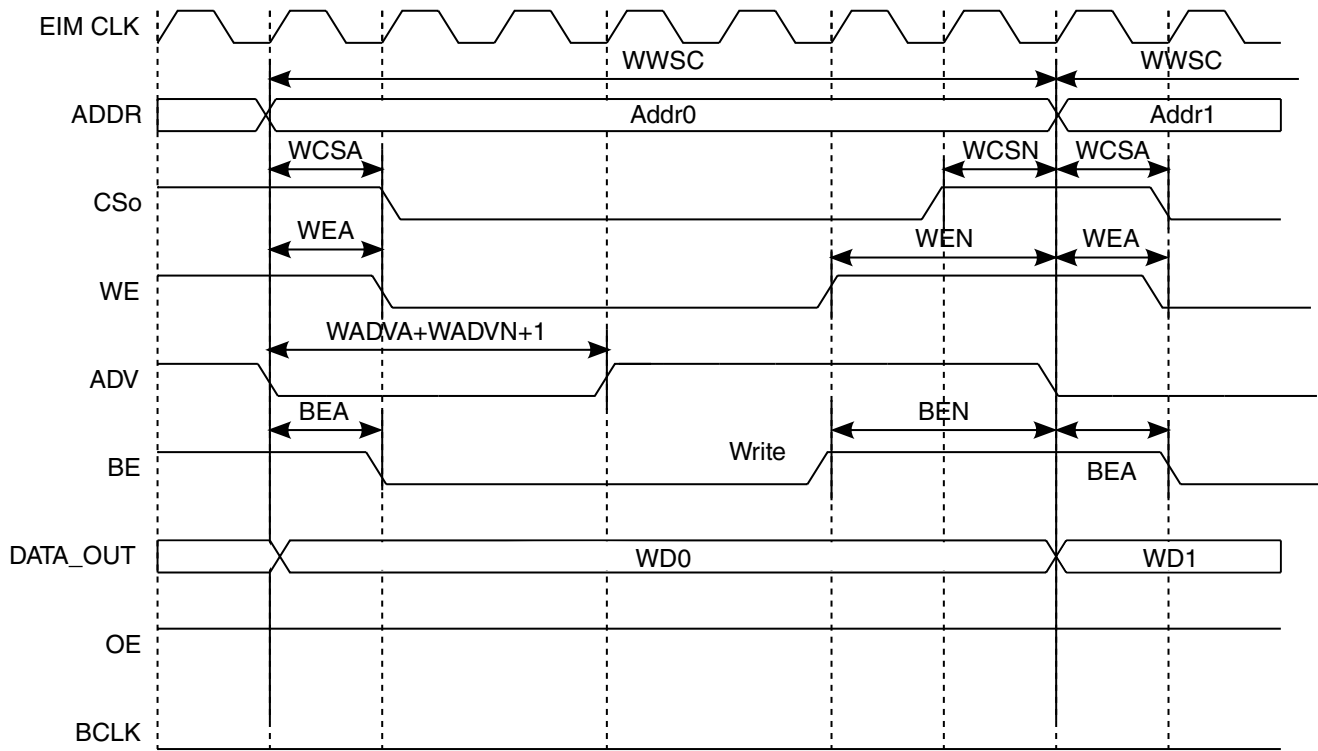 EIM CLK
WWSC WWSC
ADDR Addr0 Addr1
WCSA WCSN WCSA
CSo
WEA WEN WEA
WE
WADVA+WADVN+1
ADV
BEA BEN
BE Write BEA
DATA_OUT WD0 WD1
OE
BCLK